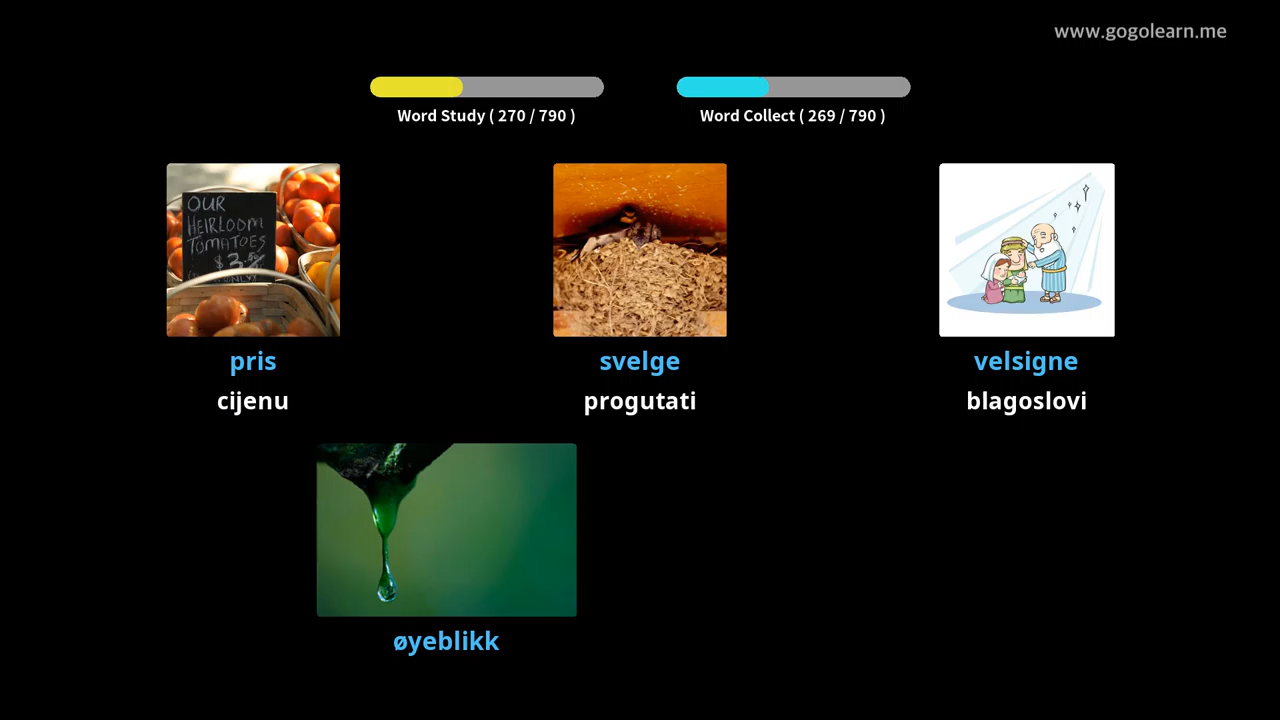 www.gogolearn.me
Word Study ( 270 / 790 )
Word Collect ( 269 / 790 )
OUR
HEIRLOOM
TOMATOES
pris
svelge
velsigne
cijenu
progutati
blagoslovi
øyeblikk